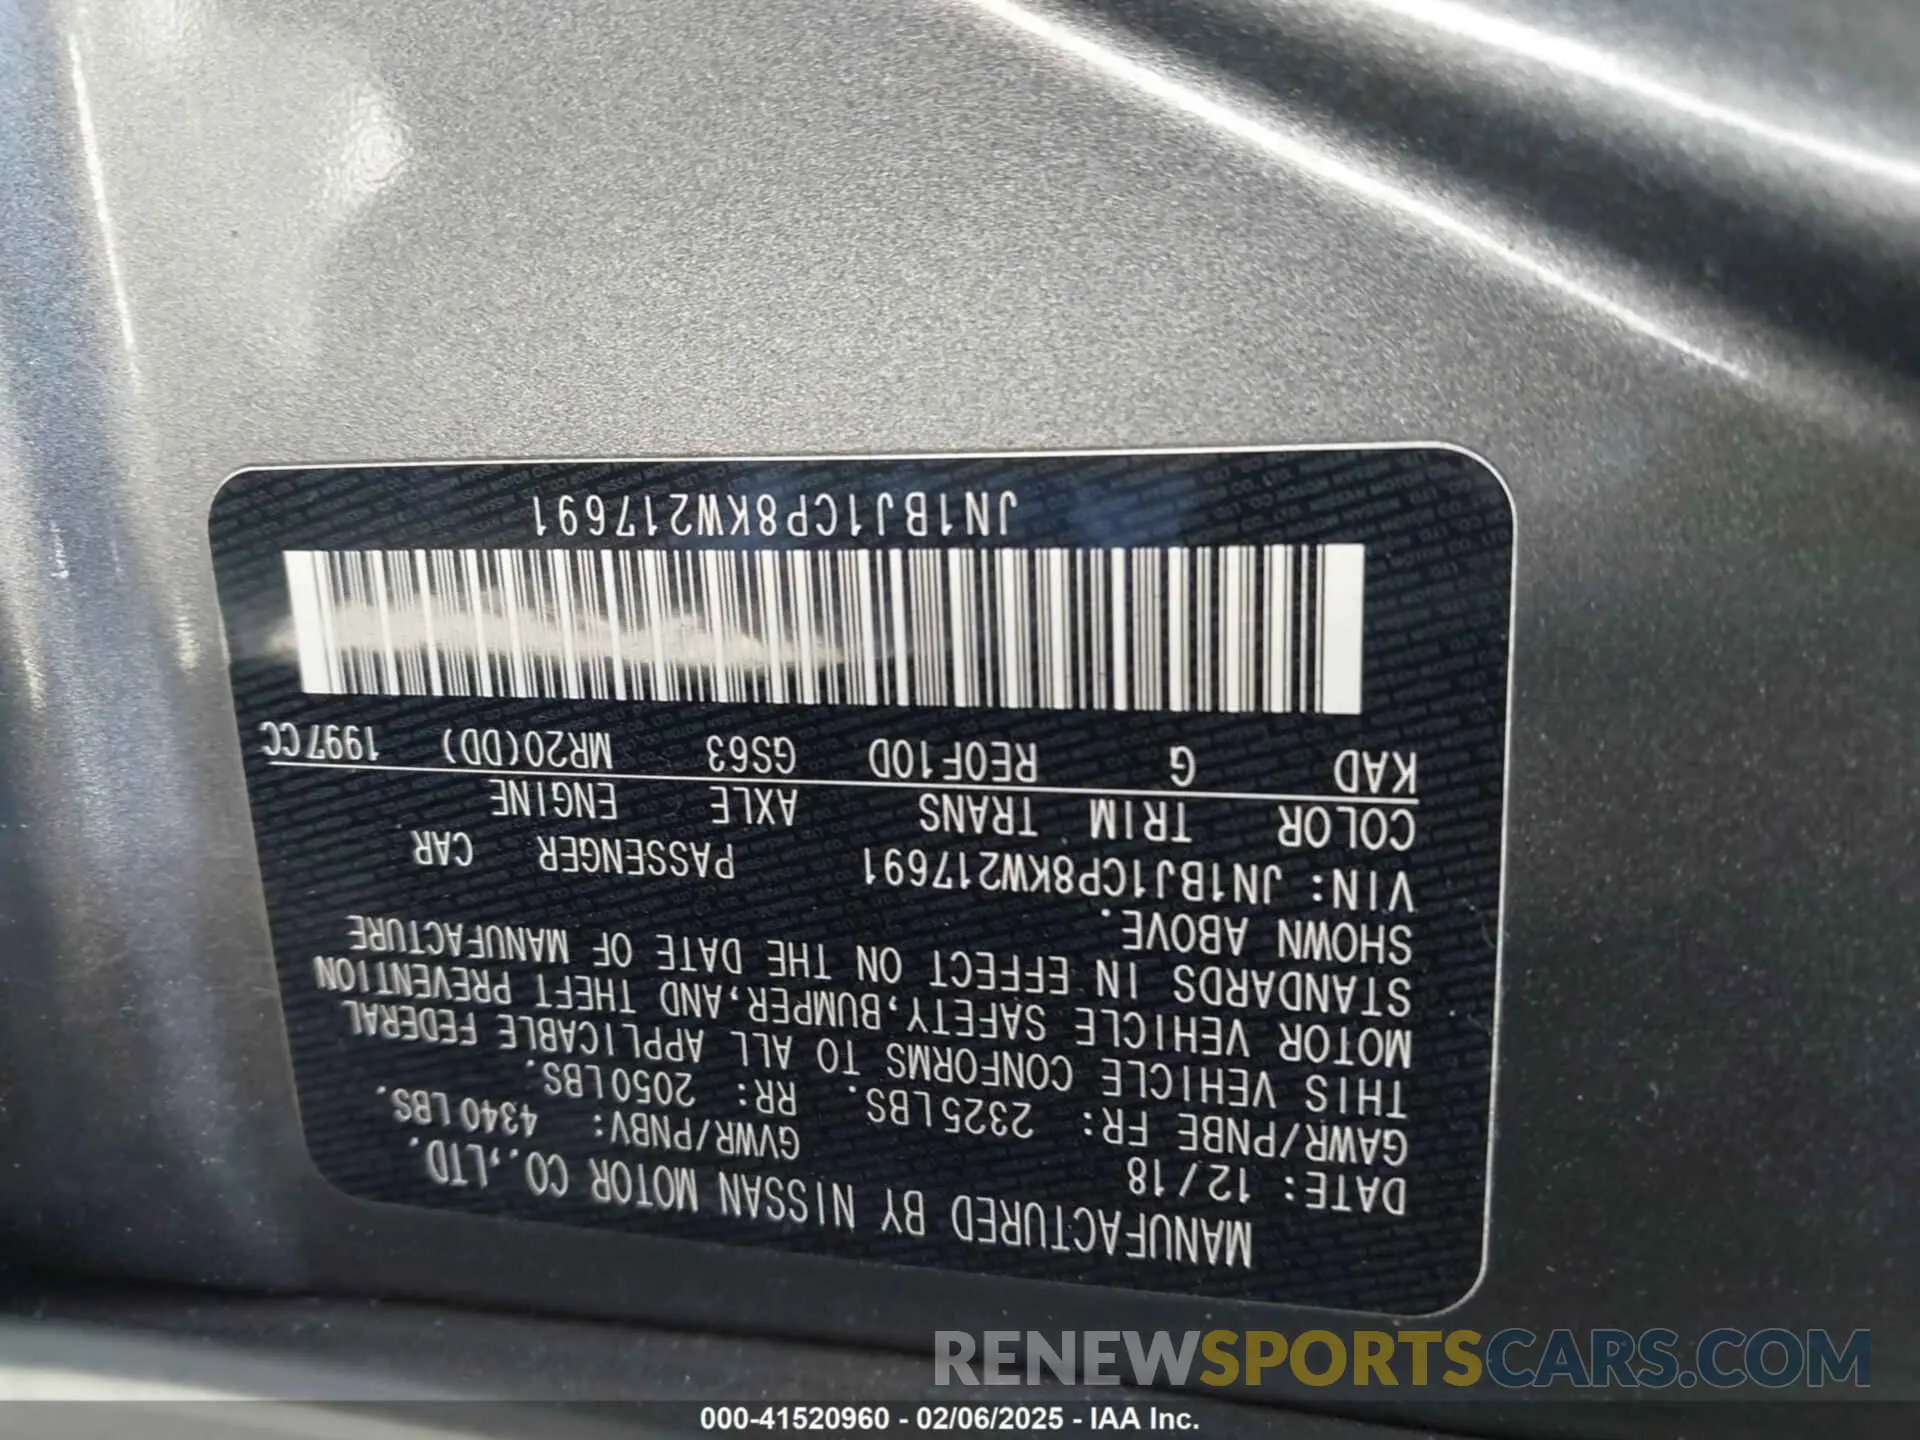 MANUFACTURED BY NISSAN MOTOR CO.,LTD.
DATE: 12/18 GVWR/PNBV: 4340LBS.
GAWR/PNBE FR: 2325LBS. RR: 2050LBS.
THIS VEHICLE CONFORMS TO ALL APPLICABLE FEDERAL
MOTOR VEHICLE SAFETY,BUMPER,AND THEFT PREVENTION
STANDARDS IN EFFECT ON THE DATE OF MANUFACTURE
SHOWN ABOVE.
VIN: JN1BJ1CP8KW217691 PASSENGER CAR
COLOR TRIM TRANS AXLE ENGINE
KAD G RE0F10D GS63 MR20(DD) 1997CC
JN1BJ1CP8KW217691
RENEWSPORTSCARS.COM
000-41520960 - 02/06/2025 - IAA Inc.